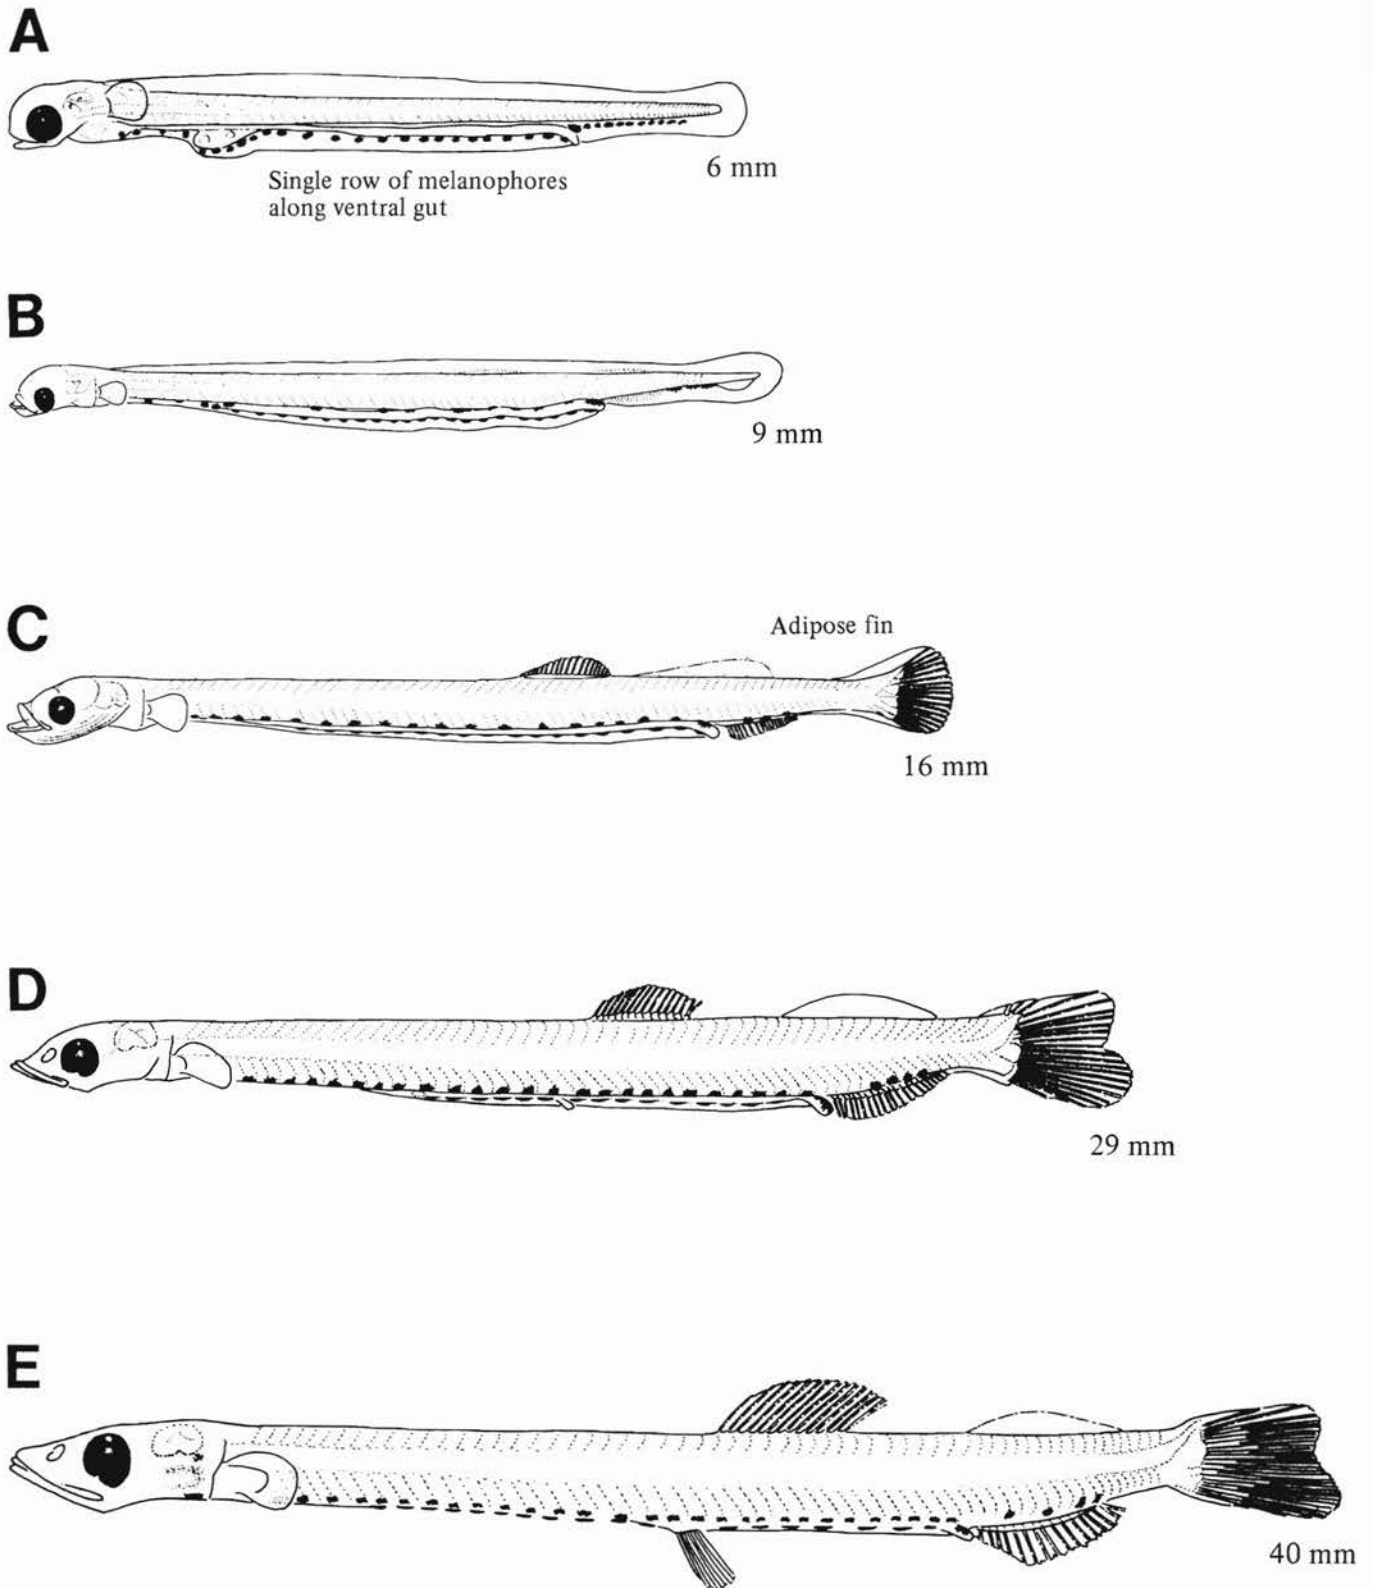 A
6 mm
Single row of melanophores
along ventral gut
B
9 mm
C
Adipose fin
16 mm
D
29 mm
E
40 mm